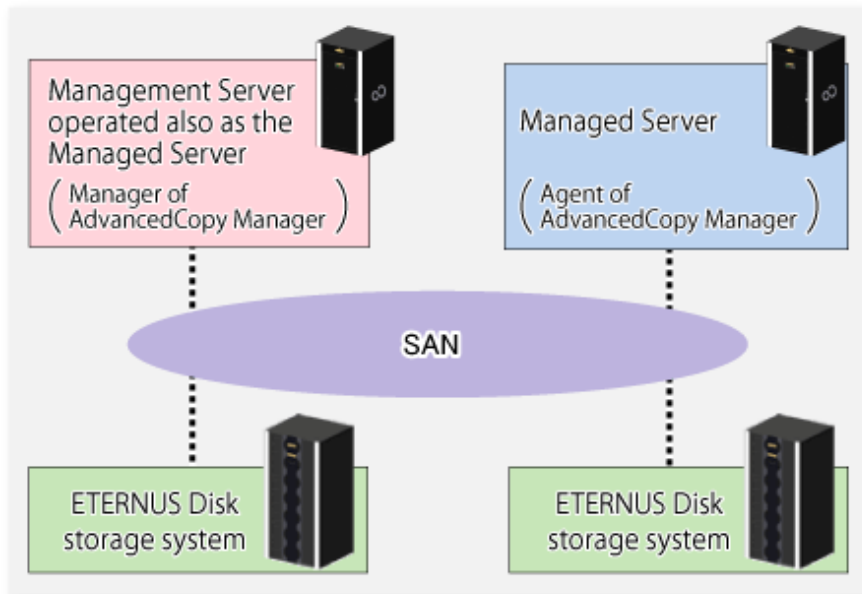 Management Server
operated also as the
Managed Server
( Manager of
AdvancedCopy Manager )
Managed Server
( Agent of
AdvancedCopy Manager )
SAN
ETERNUS Disk
storage system
ETERNUS Disk
storage system